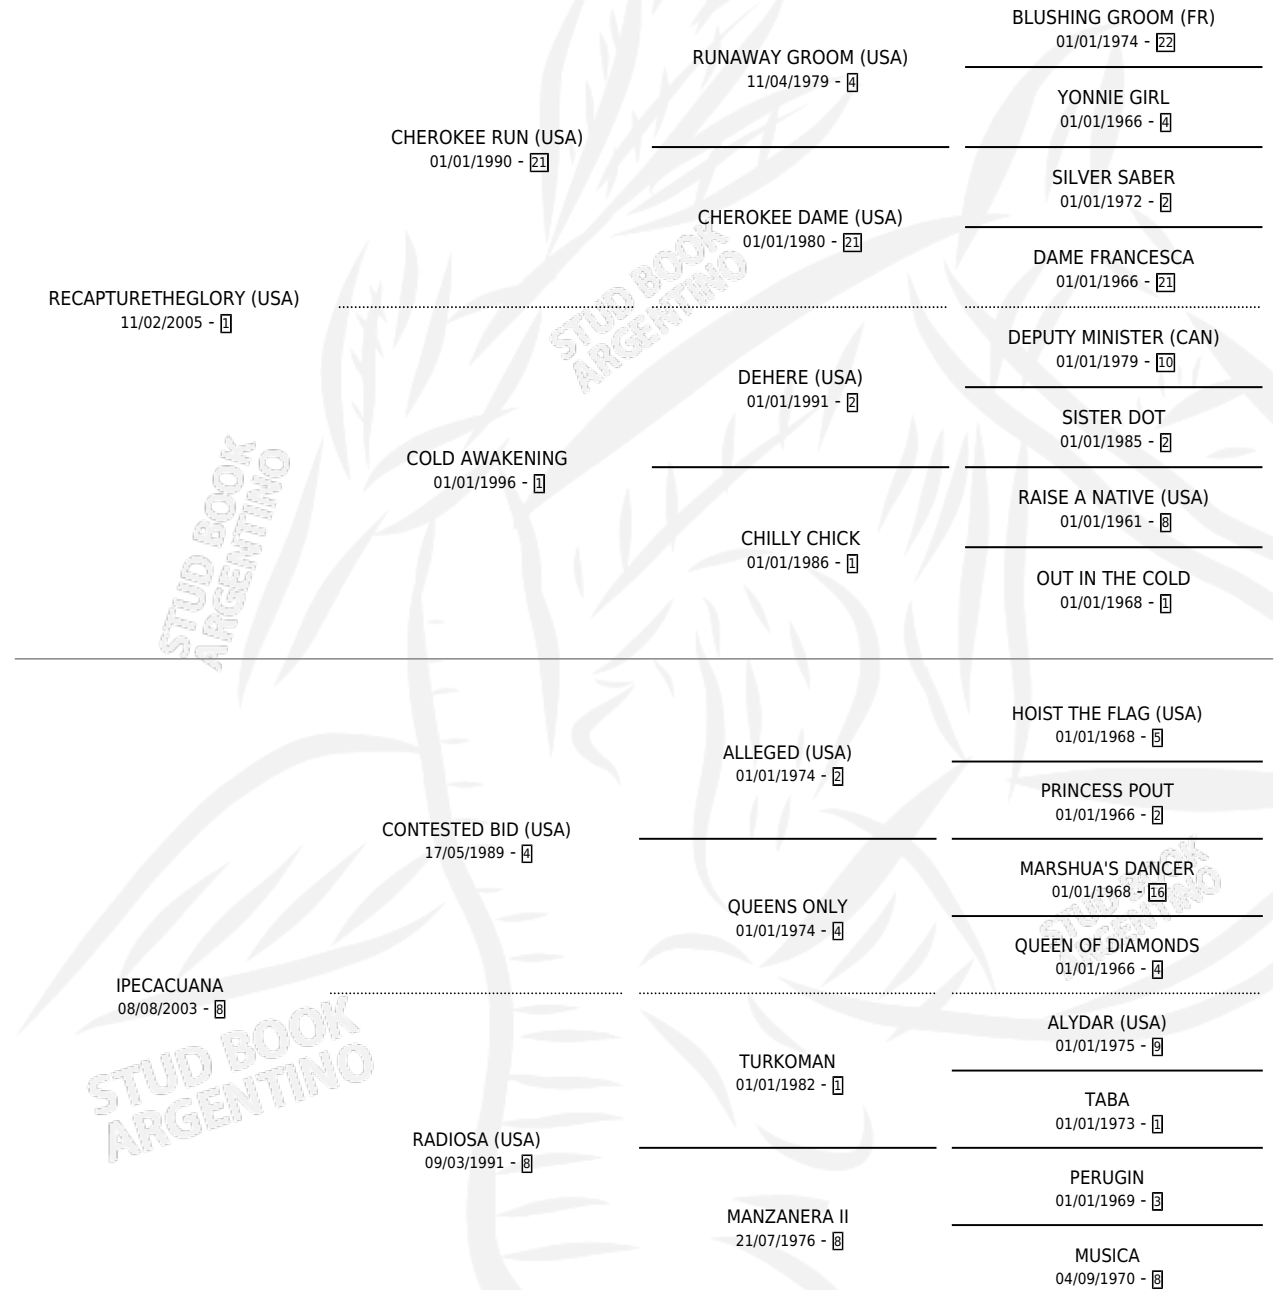 BLUSHING GROOM (FR)
01/01/1974 - 22
RUNAWAY GROOM (USA)
11/04/1979 - 4
YONNIE GIRL
01/01/1966 - 4
CHEROKEE RUN (USA)
01/01/1990 - 21
SILVER SABER
01/01/1972 - 2
CHEROKEE DAME (USA)
01/01/1980 - 21
DAME FRANCESCA
01/01/1966 - 21
RECAPTURETHEGLORY (USA)
11/02/2005 - 1
STUD BOOK
ARGENTINO
DEPUTY MINISTER (CAN)
01/01/1979 - 10
DEHERE (USA)
01/01/1991 - 2
SISTER DOT
01/01/1985 - 2
COLD AWAKENING
01/01/1996 - 1
RAISE A NATIVE (USA)
01/01/1961 - 8
CHILLY CHICK
01/01/1986 - 1
OUT IN THE COLD
01/01/1968 - 1
STUD BOOK
ARGENTINO
HOIST THE FLAG (USA)
01/01/1968 - 5
ALLEGED (USA)
01/01/1974 - 2
PRINCESS POUT
01/01/1966 - 2
CONTESTED BID (USA)
17/05/1989 - 4
MARSHUA'S DANCER
01/01/1968 - 16
QUEENS ONLY
01/01/1974 - 4
STUD BOOK
ARGENTINO
QUEEN OF DIAMONDS
01/01/1966 - 4
IPECACUANA
08/08/2003 - 8
STUD BOOK
ARGENTINO
ALYDAR (USA)
01/01/1975 - 9
TURKOMAN
01/01/1982 - 1
TABA
01/01/1973 - 1
RADIOSA (USA)
09/03/1991 - 8
PERUGIN
01/01/1969 - 3
MANZANERA II
21/07/1976 - 8
MUSICA
04/09/1970 - 8